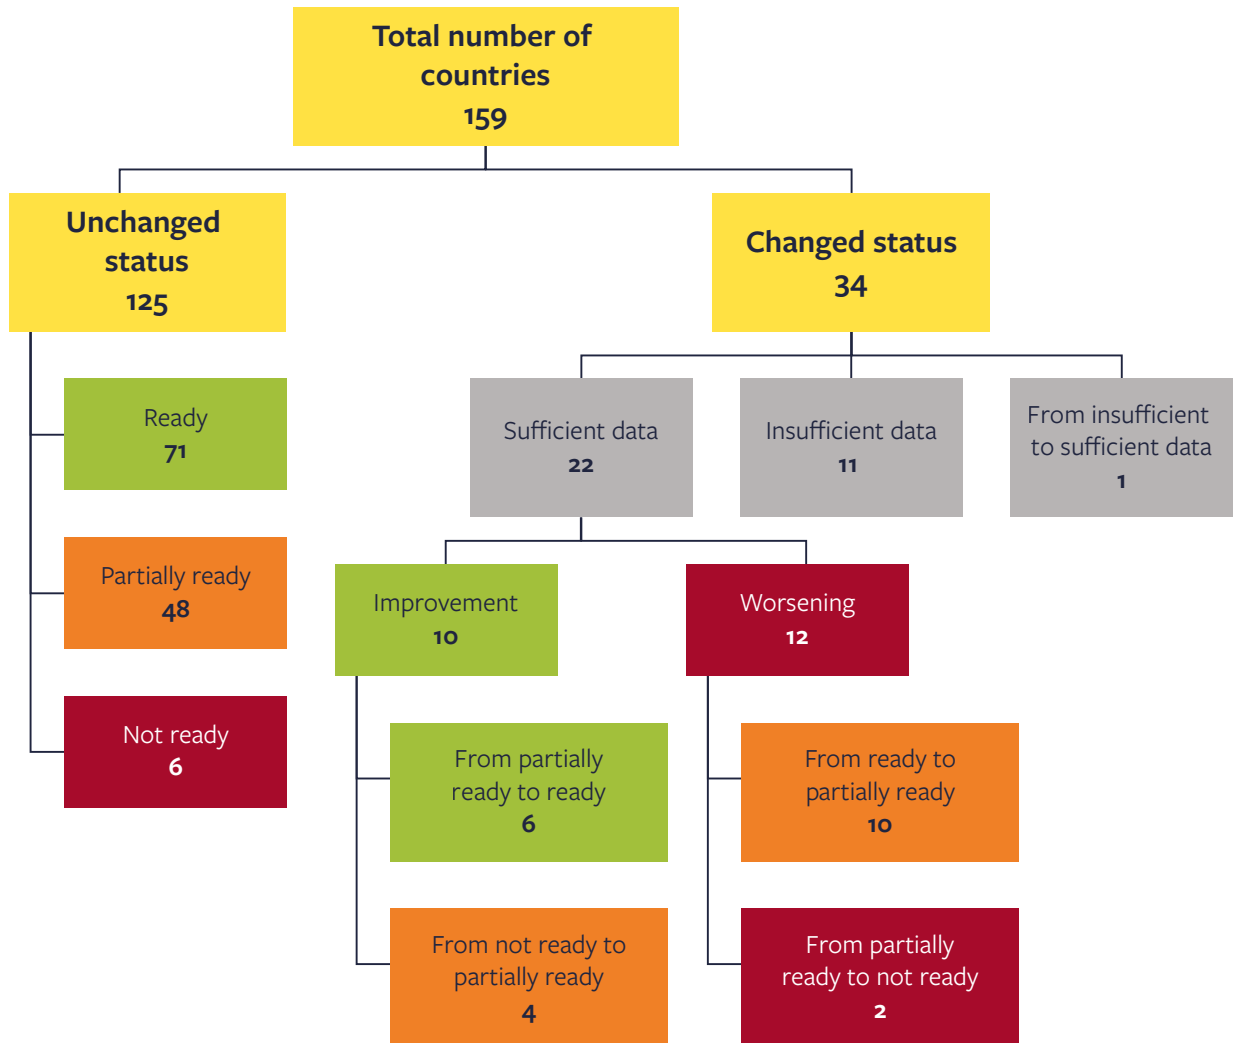 Total number of
countries
159
Unchanged
status
125
Changed status
34
Ready
71
Partially ready
48
Not ready
6
Sufficient data
22
Insufficient data
11
From insufficient
to sufficient data
1
Improvement
10
Worsening
12
From partially
ready to ready
6
From ready to
partially ready
10
From not ready to
partially ready
4
From partially
ready to not ready
2